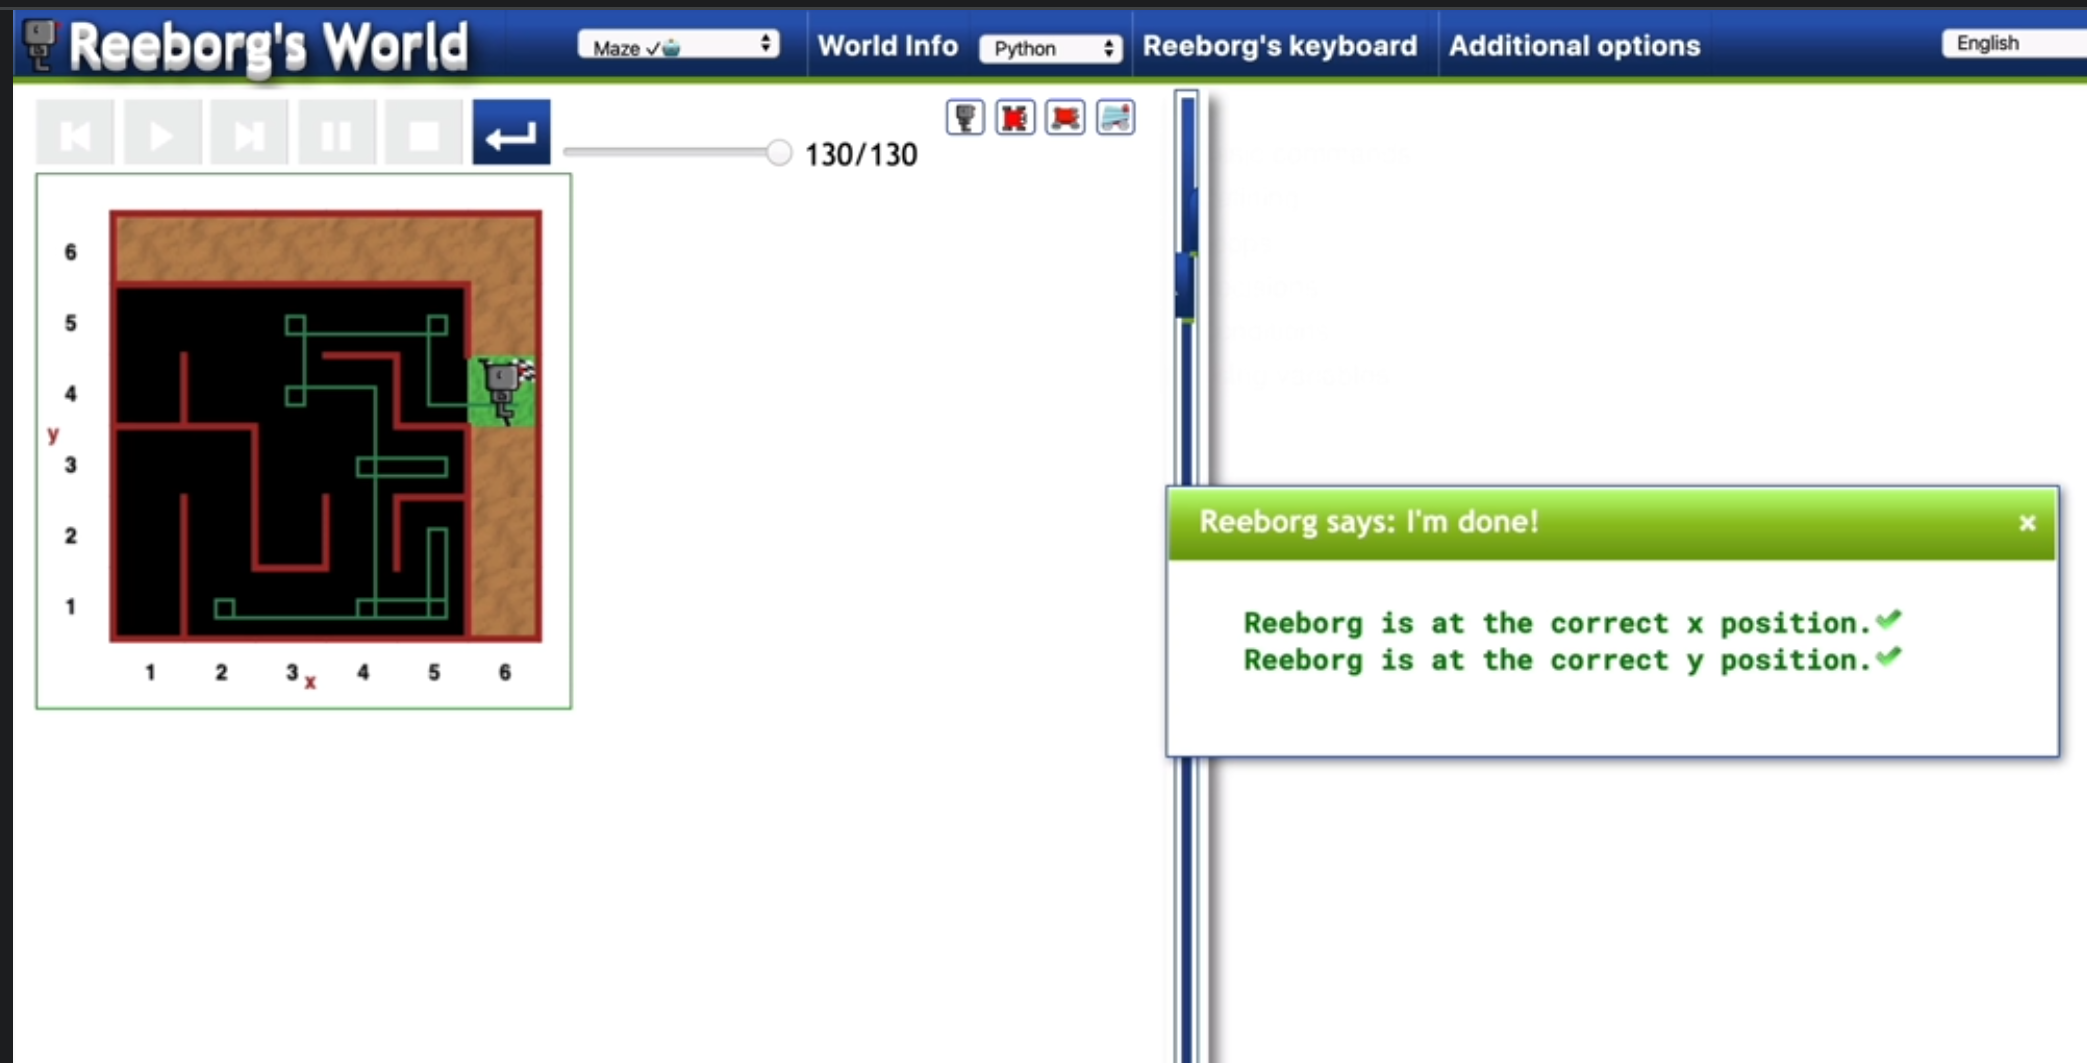 Reeborg's World
Maze ✓
World Info
Python
Reeborg's keyboard
Additional options
English
130/130
6
5
4
y
3
2
1
1 2 3 x 4 5 6
Reeborg says: I'm done!
×
Reeborg is at the correct x position.✔
Reeborg is at the correct y position.✔